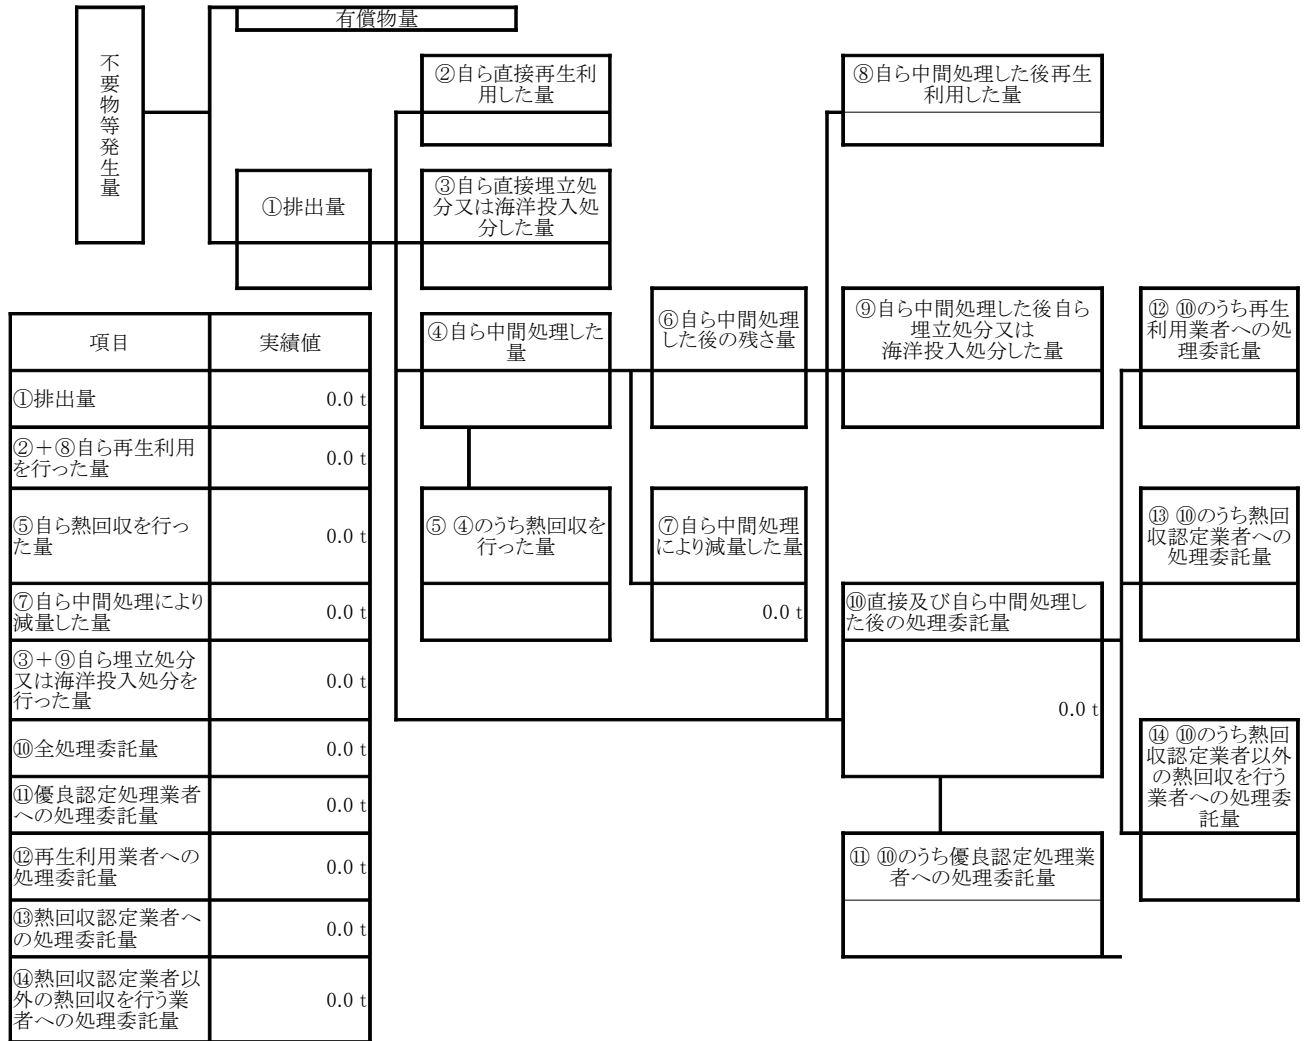 有償物量
不要物等発生量
②自ら直接再生利
用した量
⑧自ら中間処理した後再生
利用した量
①排出量
③自ら直接埋立処
分又は海洋投入処
分した量
④自ら中間処理した
量
⑥自ら中間処理
した後の残さ量
⑨自ら中間処理した後自ら
埋立処分又は
海洋投入処分した量
⑫ ⑩のうち再生
利用業者への処
理委託量
⑤ ④のうち熱回収を
行った量
⑦自ら中間処理
により減量した量
0.0 t
⑬ ⑩のうち熱回
収認定業者への
処理委託量
⑩直接及び自ら中間処理し
た後の処理委託量
0.0 t
⑭ ⑩のうち熱回
収認定業者以外
の熱回収を行う
業者への処理委
託量
⑪ ⑩のうち優良認定処理業
者への処理委託量
項目 実績値
①排出量 0.0 t
②＋⑧自ら再生利用
を行った量 0.0 t
⑤自ら熱回収を行っ
た量 0.0 t
⑦自ら中間処理により
減量した量 0.0 t
③＋⑨自ら埋立処分
又は海洋投入処分を
行った量 0.0 t
⑩全処理委託量 0.0 t
⑪優良認定処理業者
への処理委託量 0.0 t
⑫再生利用業者への
処理委託量 0.0 t
⑬熱回収認定業者へ
の処理委託量 0.0 t
⑭熱回収認定業者以
外の熱回収を行う業
者への処理委託量 0.0 t